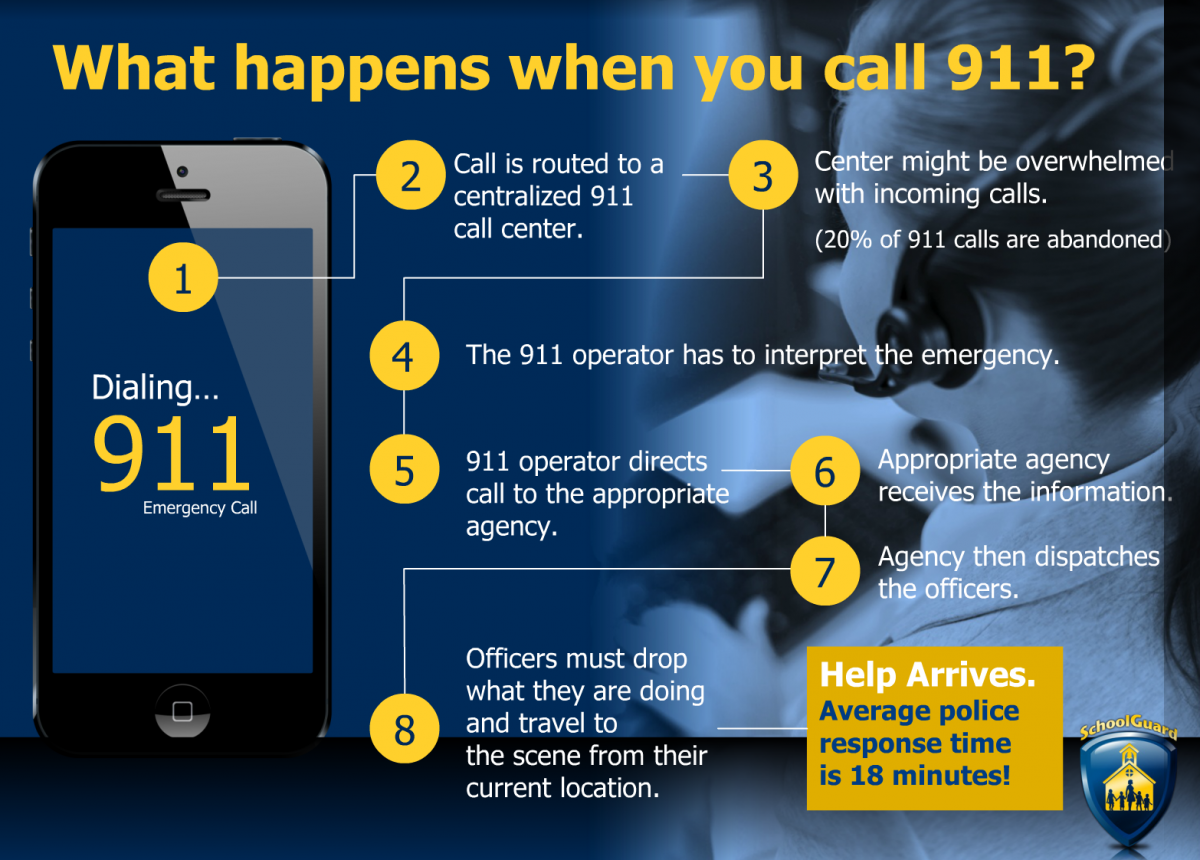 What happens when you call 911?
1
Dialing...
911
Emergency Call
2
Call is routed to a
centralized 911
call center.
3
Center might be overwhelmed
with incoming calls.
(20% of 911 calls are abandoned)
4
The 911 operator has to interpret the emergency.
5
911 operator directs
call to the appropriate
agency.
6
Appropriate agency
receives the information.
7
Agency then dispatches
the officers.
8
Officers must drop
what they are doing
and travel to
the scene from their
current location.
Help Arrives.
Average police
response time
is 18 minutes!
SchoolGuard